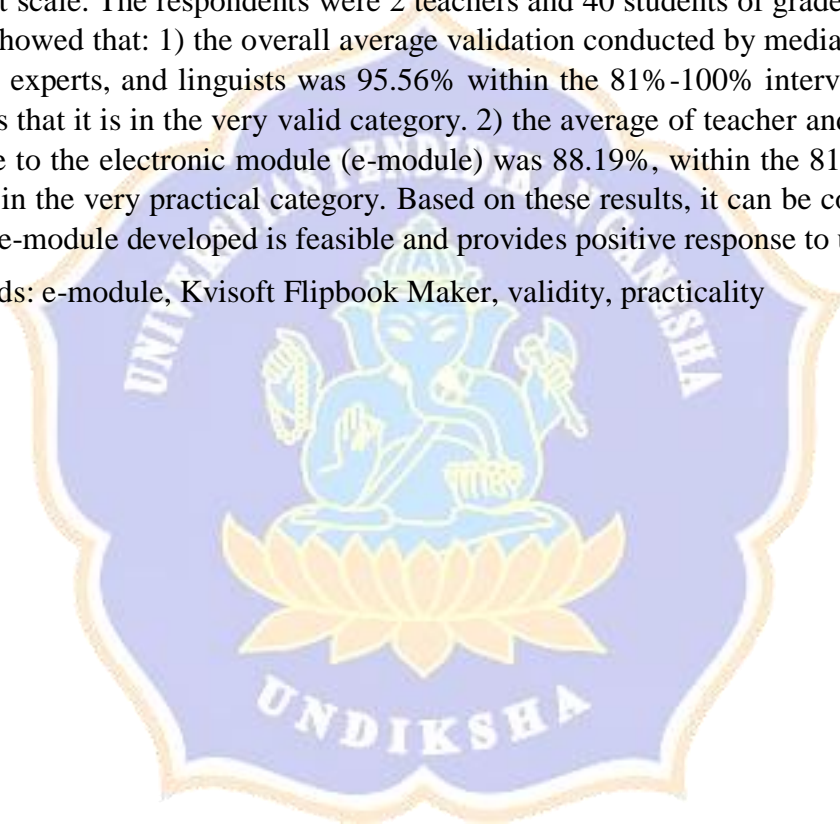 t scale. The respondents were 2 teachers and 40 students of grade
howed that: 1) the overall average validation conducted by media
experts, and linguists was 95.56% within the 81%-100% interv
s that it is in the very valid category. 2) the average of teacher an
e to the electronic module (e-module) was 88.19%, within the 81
in the very practical category. Based on these results, it can be co
e-module developed is feasible and provides positive response to
ds: e-module, Kvisoft Flipbook Maker, validity, practicality
UNIVERSITAS PENDIDIKAN GANESHA
UNDIKSHA